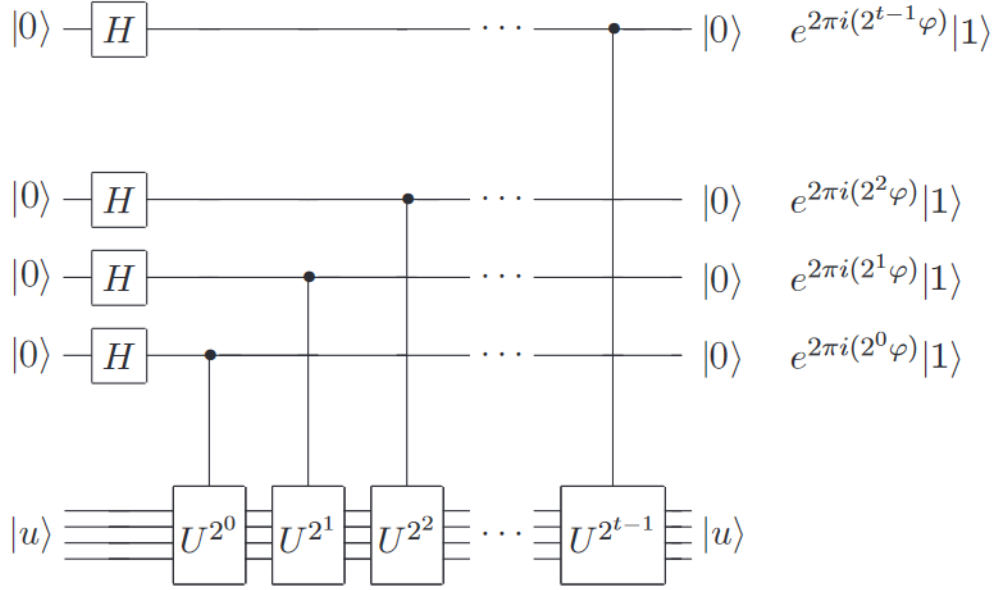 |0⟩ H ··· |0⟩ e^{2πi(2^{t−1}φ)}|1⟩
|0⟩ H ··· |0⟩ e^{2πi(2^2φ)}|1⟩
|0⟩ H ··· |0⟩ e^{2πi(2^1φ)}|1⟩
|0⟩ H ··· |0⟩ e^{2πi(2^0φ)}|1⟩
|u⟩ U^{2^0} U^{2^1} U^{2^2} ··· U^{2^{t−1}} |u⟩